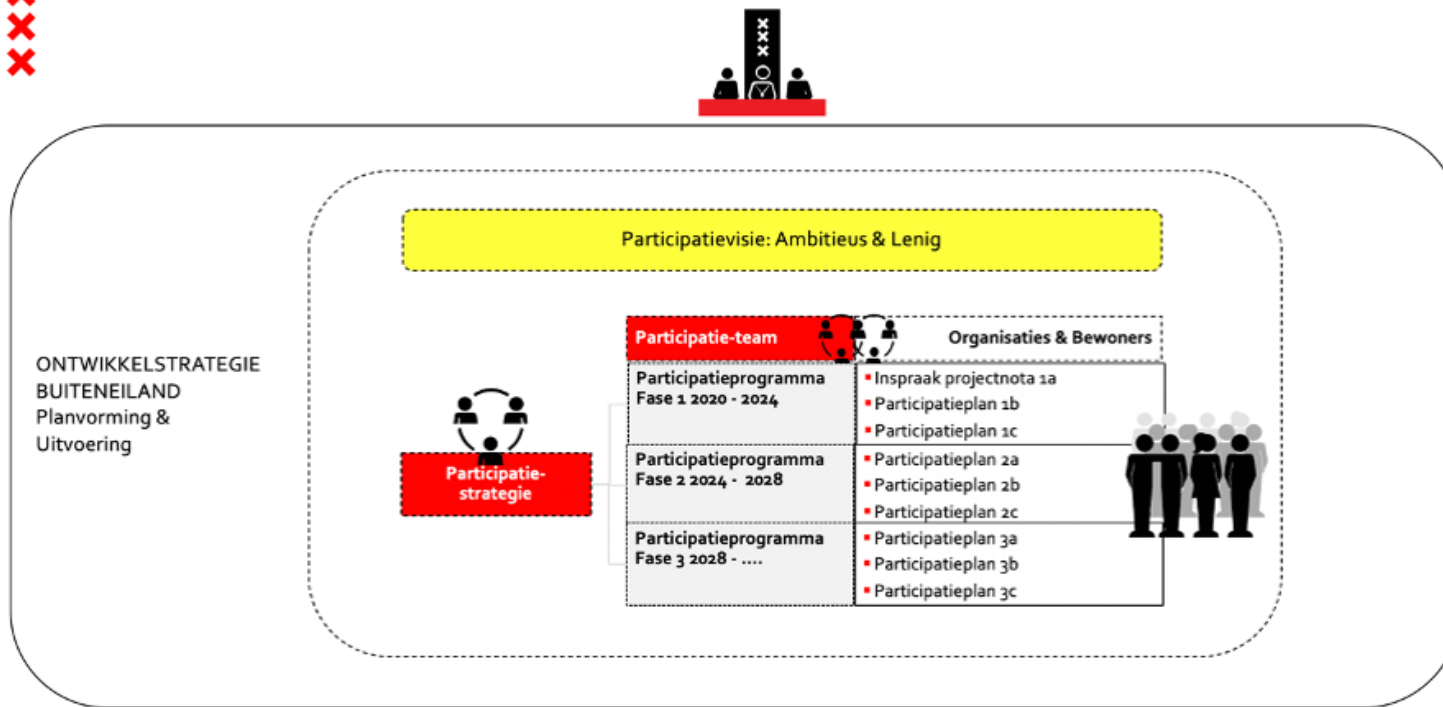 Participatievisie: Ambitieus & Lenig
ONTWIKKELSTRATEGIE
BUITENEILAND
Planvorming &
Uitvoering
Participatie-
strategie
Participatie-team
Organisaties & Bewoners
Participatieprogramma
Fase 1 2020 - 2024
▪ Inspraak projectnota 1a
▪ Participatieplan 1b
▪ Participatieplan 1c
Participatieprogramma
Fase 2 2024 - 2028
▪ Participatieplan 2a
▪ Participatieplan 2b
▪ Participatieplan 2c
Participatieprogramma
Fase 3 2028 - ....
▪ Participatieplan 3a
▪ Participatieplan 3b
▪ Participatieplan 3c